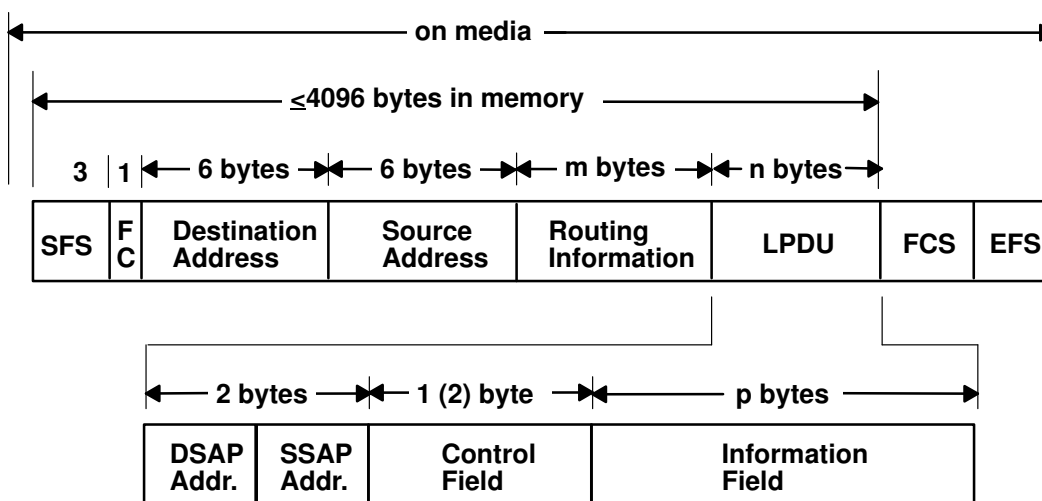 on media
≤4096 bytes in memory
3 1 6 bytes 6 bytes m bytes n bytes
SFS
F
C
Destination
Address
Source
Address
Routing
Information
LPDU
FCS
EFS
2 bytes 1 (2) byte p bytes
DSAP
Addr.
SSAP
Addr.
Control
Field
Information
Field